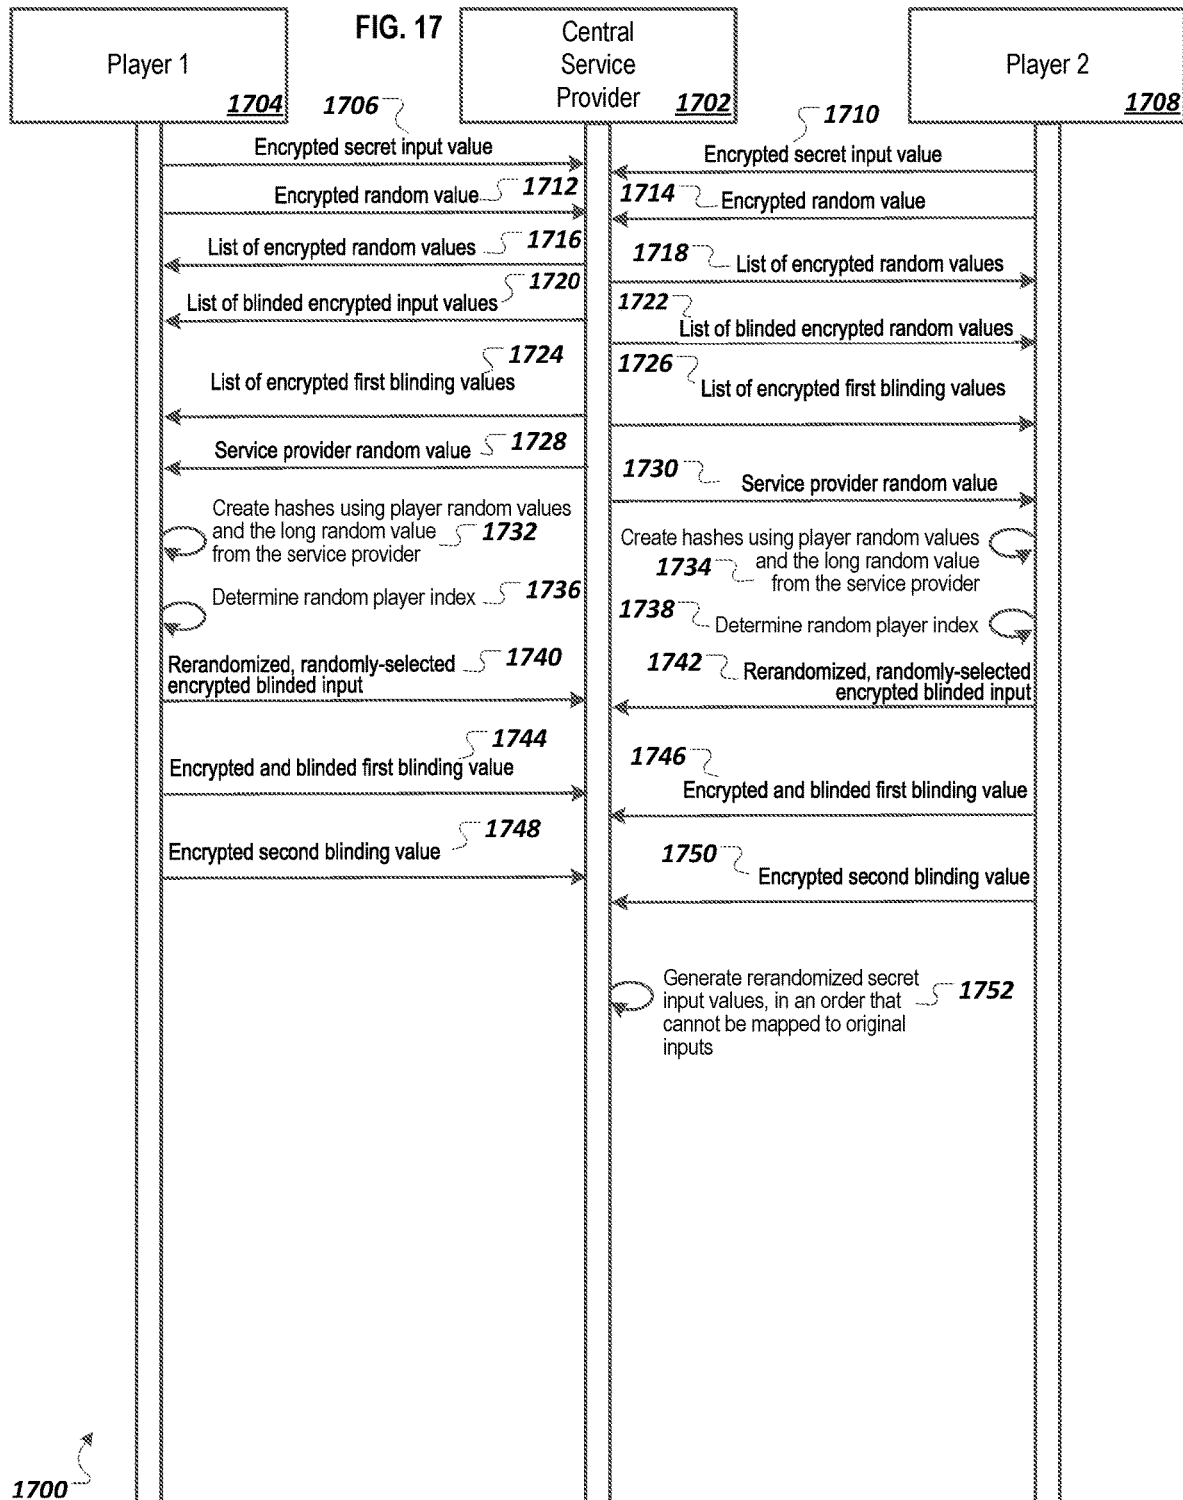 FIG. 17
Player 1
1704
Central
Service
Provider
1702
Player 2
1708
1706
Encrypted secret input value
1710
Encrypted secret input value
Encrypted random value 1712
1714 Encrypted random value
List of encrypted random values 1716
1718 List of encrypted random values
1720
List of blinded encrypted input values
1722
List of blinded encrypted random values
1724
List of encrypted first blinding values
1726
List of encrypted first blinding values
Service provider random value 1728
1730
Service provider random value
Create hashes using player random values
and the long random value 1732
from the service provider
Create hashes using player random values
1734 and the long random value
from the service provider
Determine random player index 1736
1738 Determine random player index
Rerandomized, randomly-selected 1740
encrypted blinded input
1742 Rerandomized, randomly-selected
encrypted blinded input
1744
Encrypted and blinded first blinding value
1746
Encrypted and blinded first blinding value
1748
Encrypted second blinding value
1750
Encrypted second blinding value
Generate rerandomized secret
input values, in an order that 1752
cannot be mapped to original
inputs
1700